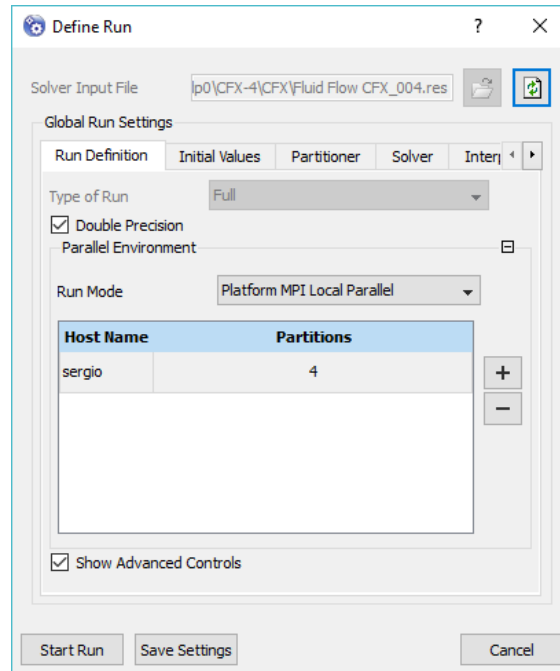 Define Run
?
Solver Input File
lp0\CFX-4\CFX\Fluid Flow CFX_004.res
Global Run Settings
Run Definition Initial Values Partitioner Solver Inter
Type of Run Full
Double Precision
Parallel Environment
Run Mode Platform MPI Local Parallel
Host Name Partitions
sergio 4
+
−
Show Advanced Controls
Start Run Save Settings Cancel